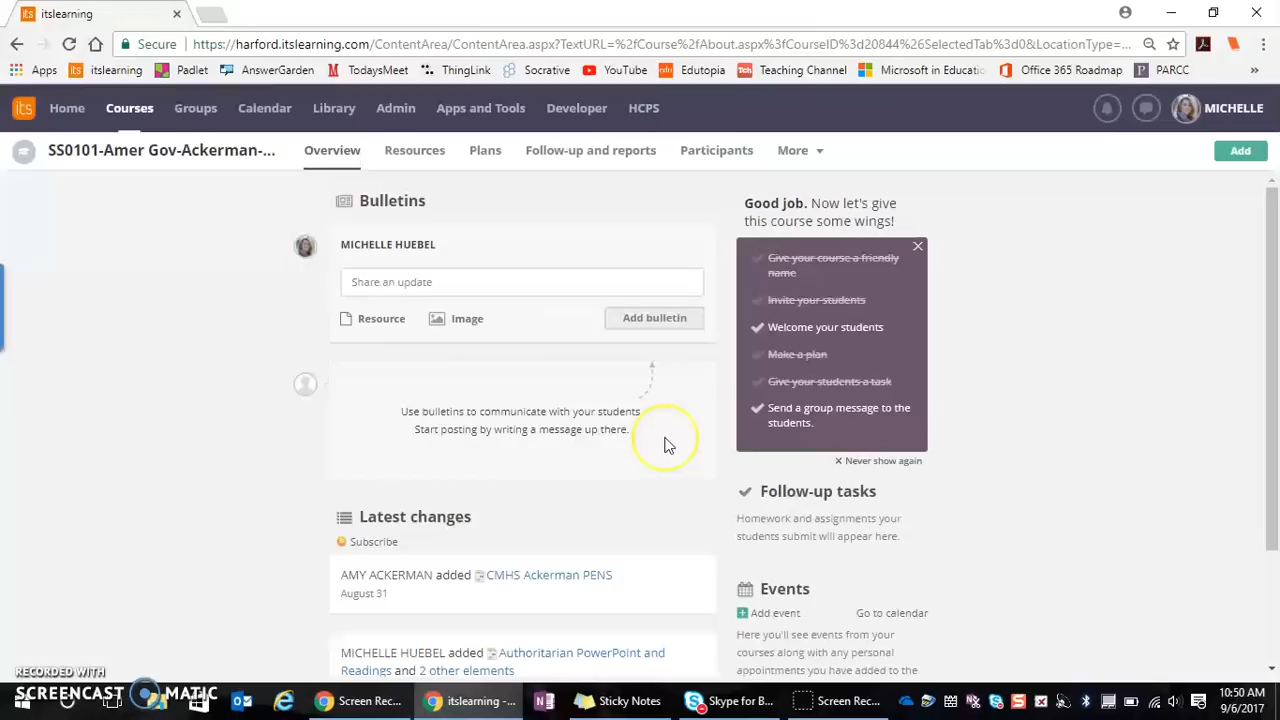 itslearning
Secure
https://harford.itslearning.com/ContentArea/ContentArea.aspx?TextURL=%2fCourse%2fAbout.aspx%3fCourseID%3d20844%26SelectedTab%3d0&LocationType=...
Apps
itslearning
Padlet
AnswerGarden
TodaysMeet
ThingLink
Socrative
YouTube
Edutopia
Teaching Channel
Microsoft in Educatio
Office 365 Roadmap
PARCC
»
its
Home
Courses
Groups
Calendar
Library
Admin
Apps and Tools
Developer
HCPS
MICHELLE
SS0101-Amer Gov-Ackerman-...
Overview
Resources
Plans
Follow-up and reports
Participants
More
Add
Bulletins
MICHELLE HUEBEL
Share an update
Resource
Image
Add bulletin
Use bulletins to communicate with your students
Start posting by writing a message up there.
Latest changes
Subscribe
AMY ACKERMAN added CMHS Ackerman PENS
August 31
MICHELLE HUEBEL added Authoritarian PowerPoint and
Readings and 2 other elements
Good job. Now let's give
this course some wings!
Give your course a friendly
name
Invite your students
Welcome your students
Make a plan
Give your students a task
Send a group message to the
students.
Never show again
Follow-up tasks
Homework and assignments your
students submit will appear here.
Events
Add event
Go to calendar
Here you'll see events from your
courses along with any personal
appointments you have added to the
RECORDED WITH
SCREENCAST MATIC
Screen Rec...
itslearning –...
Sticky Notes
Skype for B...
Screen Rec...
10:50 AM
9/6/2017